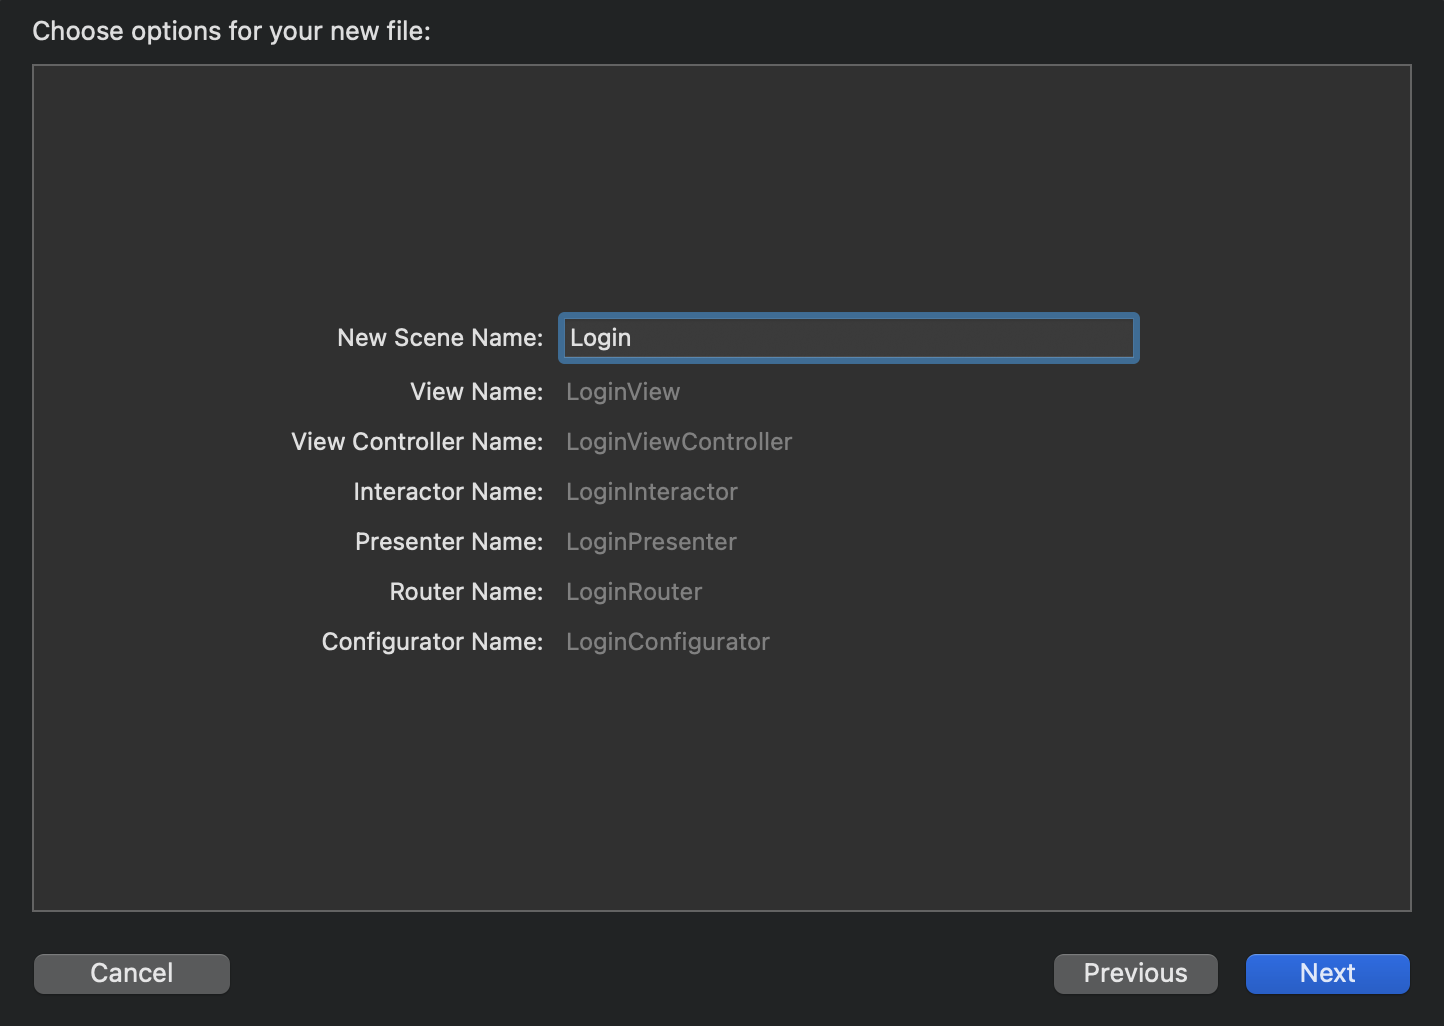 Choose options for your new file:
New Scene Name: Login
View Name: LoginView
View Controller Name: LoginViewController
Interactor Name: LoginInteractor
Presenter Name: LoginPresenter
Router Name: LoginRouter
Configurator Name: LoginConfigurator
Cancel Previous Next